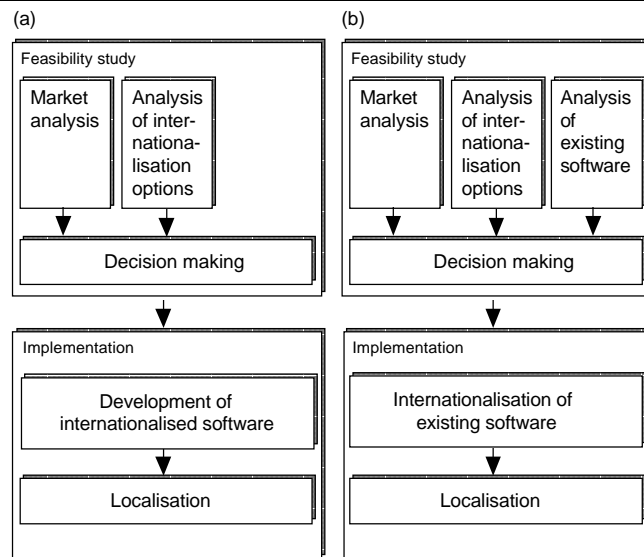 (a)
Feasibility study
Market
analysis
Analysis
of inter-
nationa-
lisation
options
Decision making
Implementation
Development of
internationalised software
Localisation
(b)
Feasibility study
Market
analysis
Analysis
of inter-
nationa-
lisation
options
Analysis
of
existing
software
Decision making
Implementation
Internationalisation of
existing software
Localisation